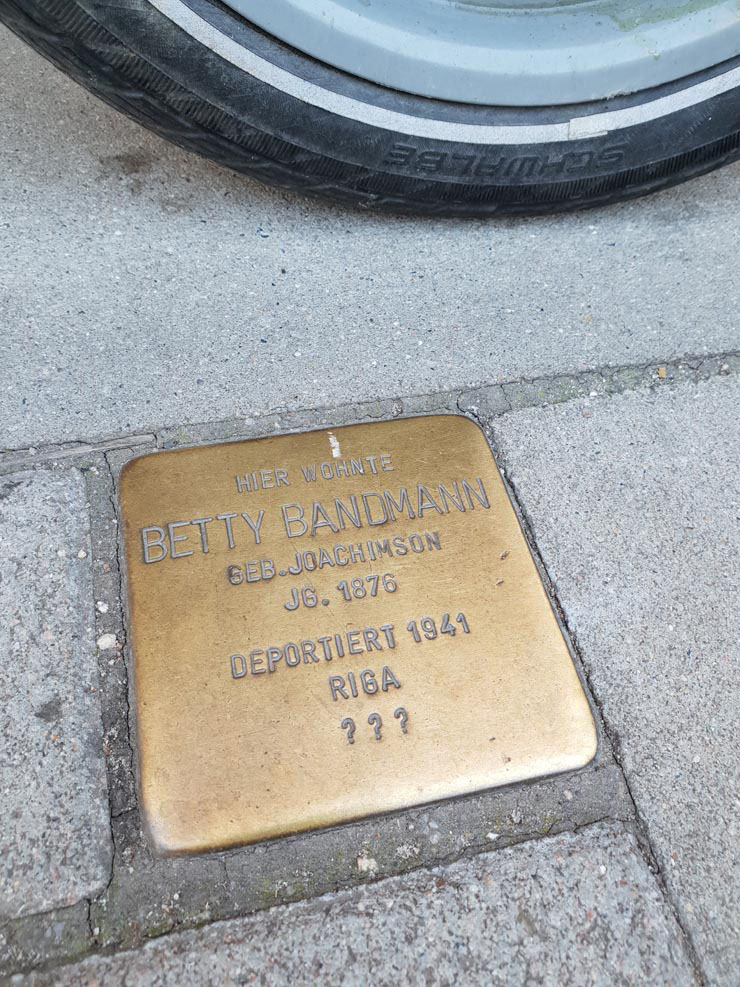 SCHWALBE
HIER WOHNTE
BETTY BANDMANN
GEB. JOACHIMSON
JG. 1876
DEPORTIERT 1941
RIGA
? ? ?